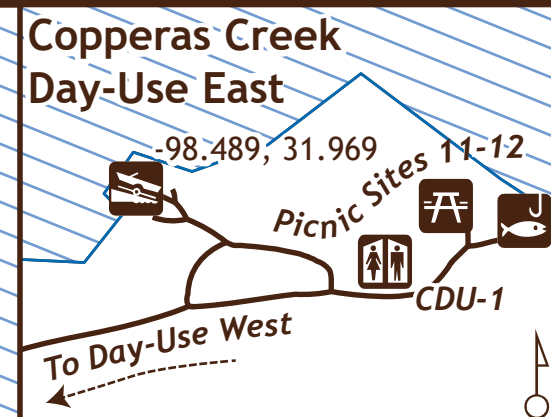 Copperas Creek
Day-Use East
-98.489, 31.969
Picnic Sites 11-12
CDU-1
To Day-Use West